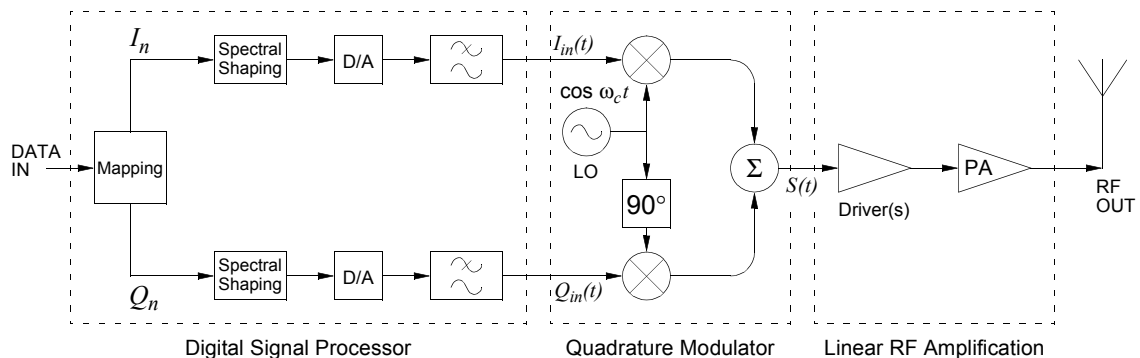 I_n
Spectral
Shaping
D/A
I_in(t)
cos ω_c t
LO
DATA
IN
Mapping
90°
Σ
S(t)
PA
Driver(s)
RF
OUT
Q_n
Spectral
Shaping
D/A
Q_in(t)
Digital Signal Processor
Quadrature Modulator
Linear RF Amplification